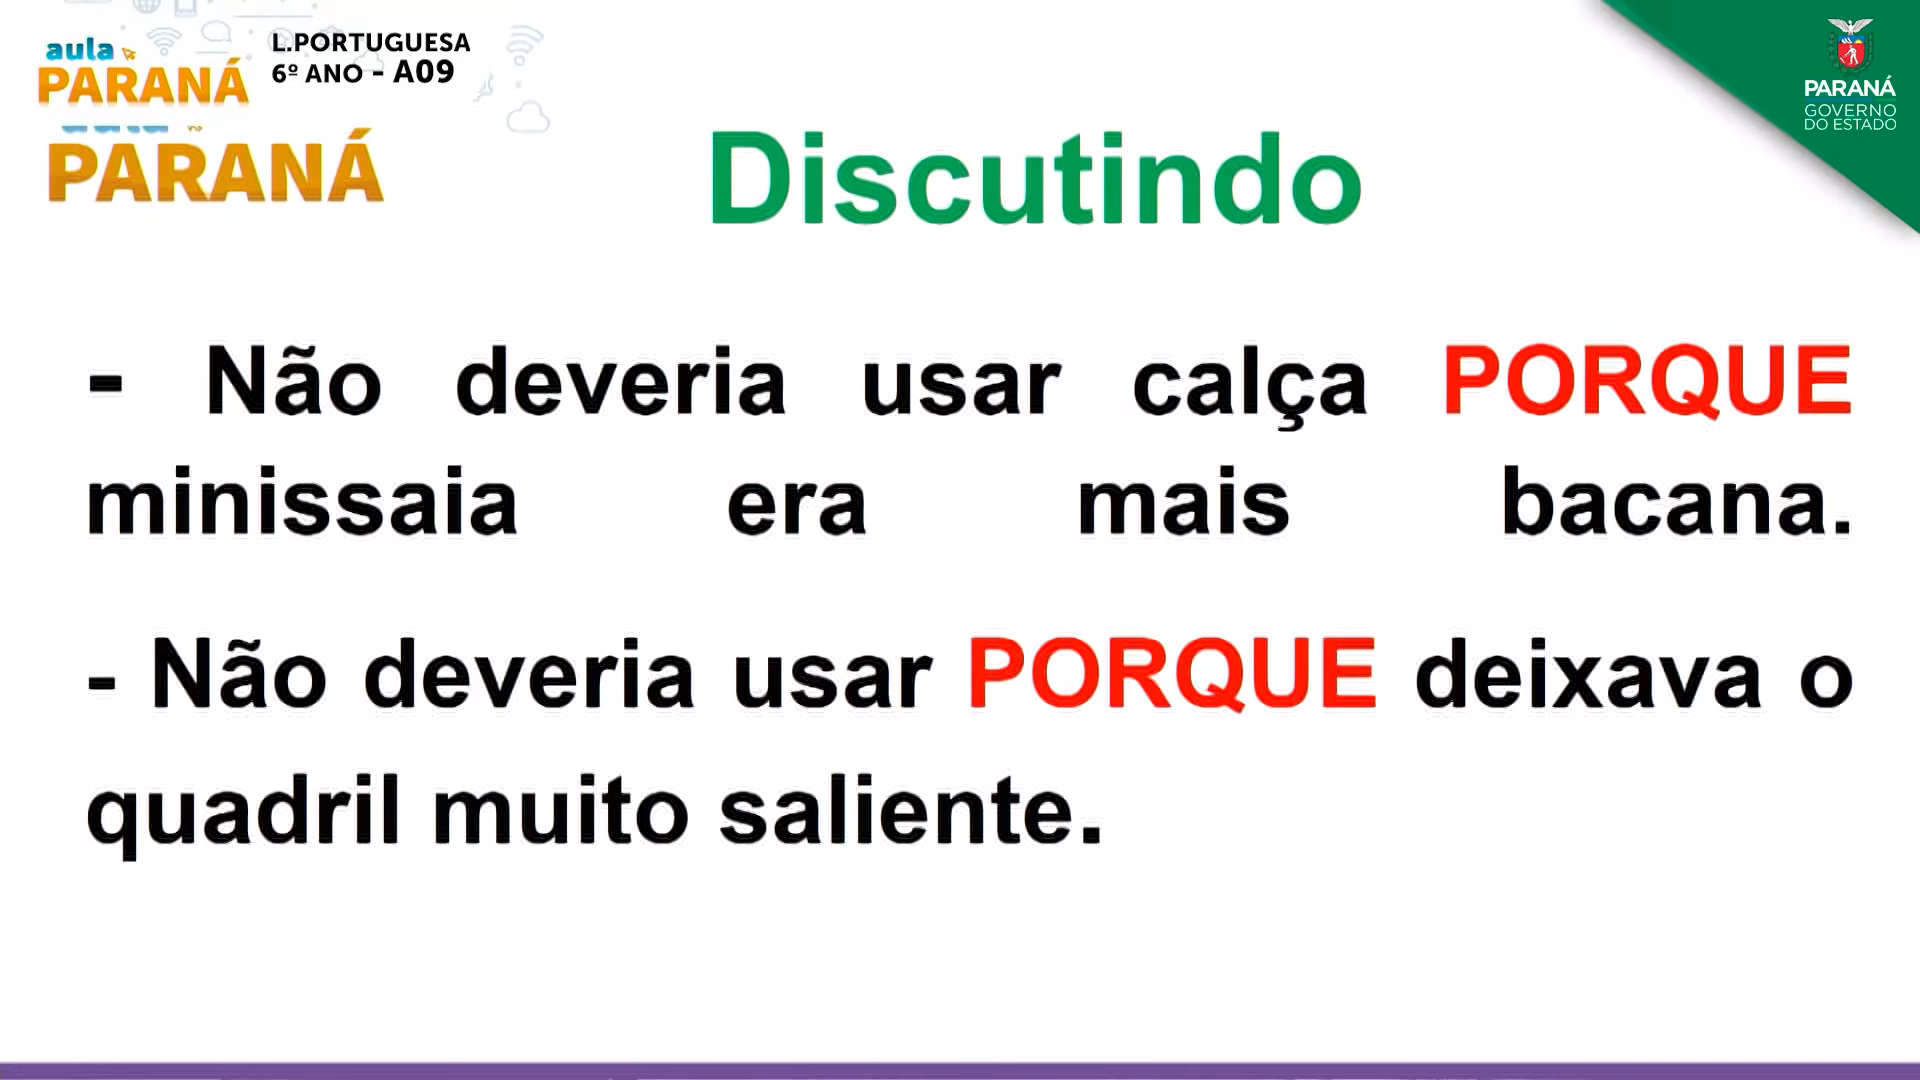 aula
PARANÁ
L.PORTUGUESA
6º ANO - A09
PARANÁ
GOVERNO
DO ESTADO
aula
PARANÁ
Discutindo
- Não deveria usar calça PORQUE
minissaia era mais bacana.
- Não deveria usar PORQUE deixava o
quadril muito saliente.